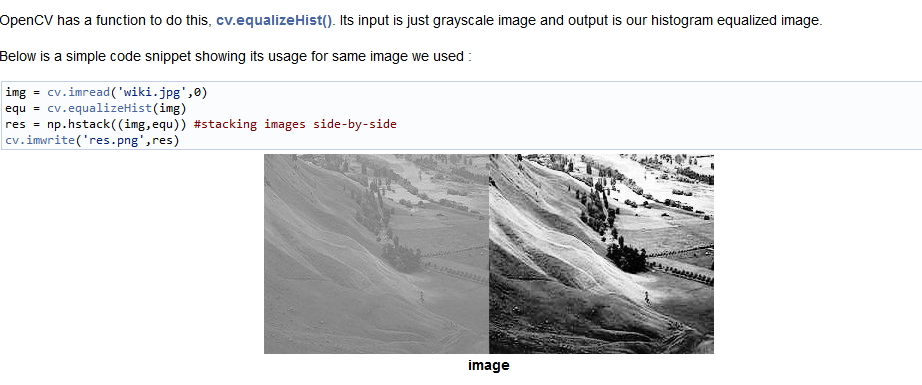 OpenCV has a function to do this, cv.equalizeHist(). Its input is just grayscale image and output is our histogram equalized image.
Below is a simple code snippet showing its usage for same image we used :
img = cv.imread('wiki.jpg',0)
equ = cv.equalizeHist(img)
res = np.hstack((img,equ)) #stacking images side-by-side
cv.imwrite('res.png',res)
image